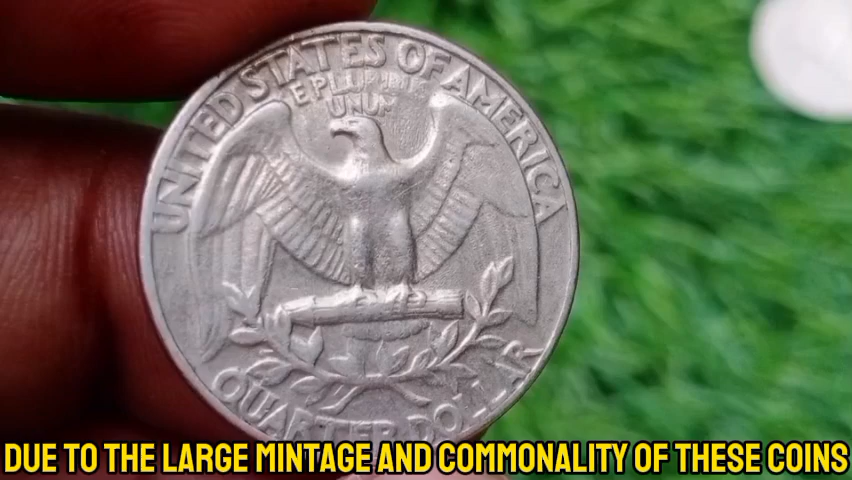 UNITED STATES OF AMERICA
E PLURIBUS
UNUM
QUARTER DOLLAR
DUE TO THE LARGE MINTAGE AND COMMONALITY OF THESE COINS